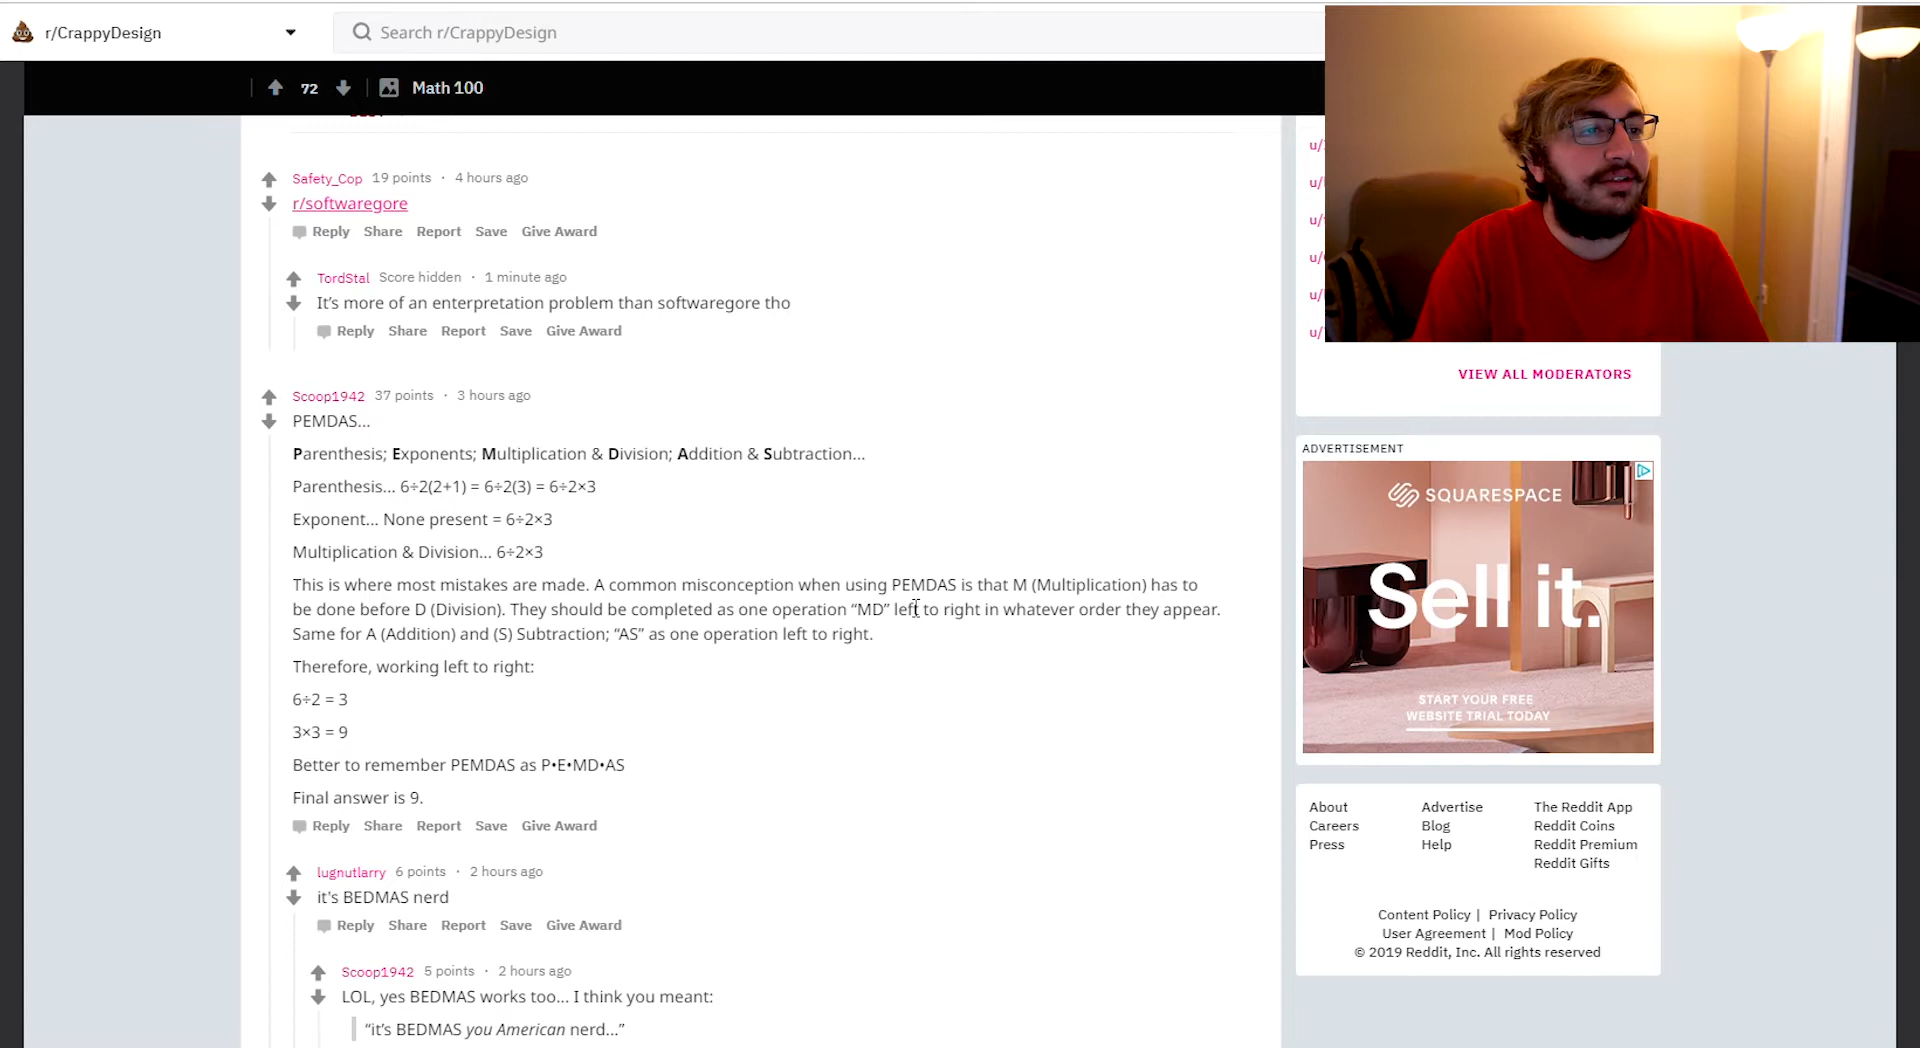 r/CrappyDesign
Search r/CrappyDesign
72
Math 100
Safety_Cop 19 points · 4 hours ago
r/softwaregore
Reply Share Report Save Give Award
TordStal Score hidden · 1 minute ago
It's more of an enterpretation problem than softwaregore tho
Reply Share Report Save Give Award
Scoop1942 37 points · 3 hours ago
PEMDAS...
Parenthesis; Exponents; Multiplication & Division; Addition & Subtraction...
Parenthesis... 6÷2(2+1) = 6÷2(3) = 6÷2×3
Exponent... None present = 6÷2×3
Multiplication & Division... 6÷2×3
This is where most mistakes are made. A common misconception when using PEMDAS is that M (Multiplication) has to
be done before D (Division). They should be completed as one operation “MD” left to right in whatever order they appear.
Same for A (Addition) and (S) Subtraction; “AS” as one operation left to right.
Therefore, working left to right:
6÷2 = 3
3×3 = 9
Better to remember PEMDAS as P•E•MD•AS
Final answer is 9.
Reply Share Report Save Give Award
lugnutlarry 6 points · 2 hours ago
it's BEDMAS nerd
Reply Share Report Save Give Award
Scoop1942 5 points · 2 hours ago
LOL, yes BEDMAS works too... I think you meant:
“it's BEDMAS you American nerd...”
u/
u/
u/
u/
u/
u/
VIEW ALL MODERATORS
ADVERTISEMENT
SQUARESPACE
Sell it.
START YOUR FREE
WEBSITE TRIAL TODAY
About Advertise The Reddit App
Careers Blog Reddit Coins
Press Help Reddit Premium
Reddit Gifts
Content Policy | Privacy Policy
User Agreement | Mod Policy
© 2019 Reddit, Inc. All rights reserved